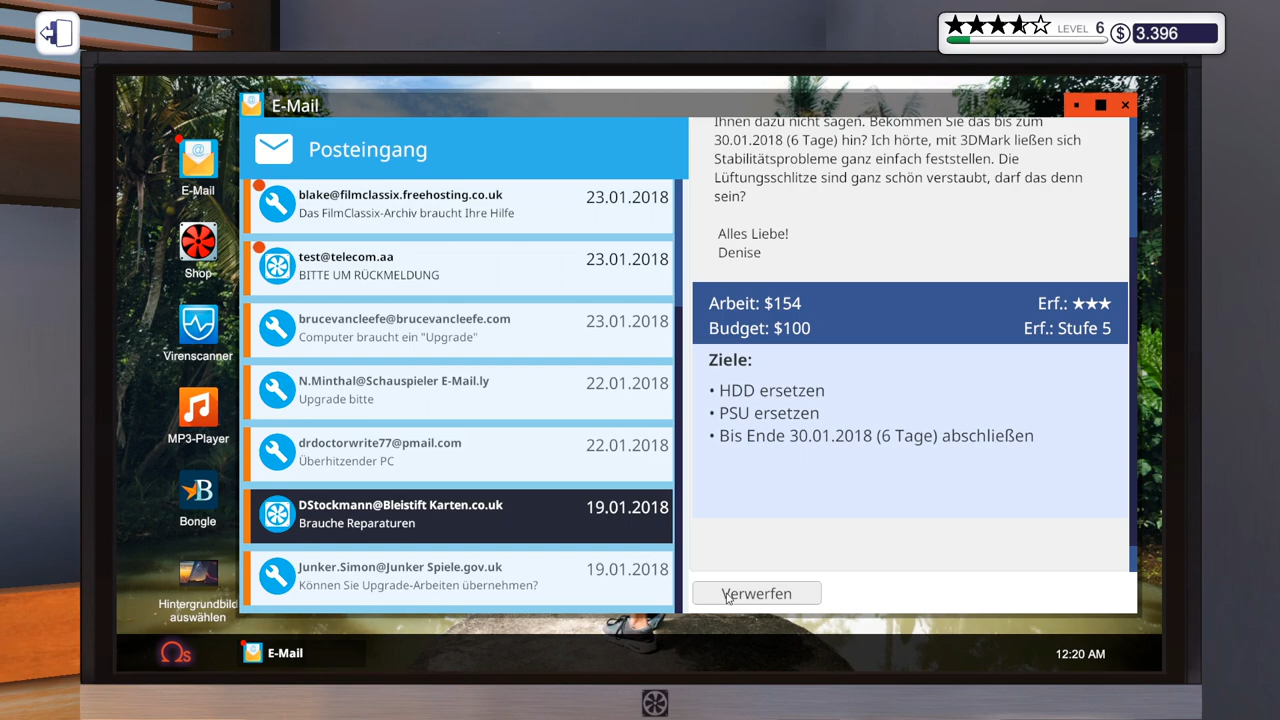 LEVEL 6
$ 3.396
E-Mail
Posteingang
blake@filmclassix.freehosting.co.uk 23.01.2018
Das FilmClassix-Archiv braucht Ihre Hilfe
test@telecom.aa 23.01.2018
BITTE UM RÜCKMELDUNG
brucevancleefe@brucevancleefe.com 23.01.2018
Computer braucht ein "Upgrade"
N.Minthal@Schauspieler E-Mail.ly 22.01.2018
Upgrade bitte
drdoctorwrite77@pmail.com 22.01.2018
Überhitzender PC
DStockmann@Bleistift Karten.co.uk 19.01.2018
Brauche Reparaturen
Junker.Simon@Junker Spiele.gov.uk 19.01.2018
Können Sie Upgrade-Arbeiten übernehmen?
Ihnen dazu nicht sagen. Bekommen Sie das bis zum
30.01.2018 (6 Tage) hin? Ich hörte, mit 3DMark ließen sich
Stabilitätsprobleme ganz einfach feststellen. Die
Lüftungsschlitze sind ganz schön verstaubt, darf das denn
sein?
Alles Liebe!
Denise
Arbeit: $154 Erf.: ★★★
Budget: $100 Erf.: Stufe 5
Ziele:
• HDD ersetzen
• PSU ersetzen
• Bis Ende 30.01.2018 (6 Tage) abschließen
Verwerfen
E-Mail
Shop
Virenscanner
MP3-Player
Bongle
Hintergrundbild
auswählen
Ωs
E-Mail
12:20 AM